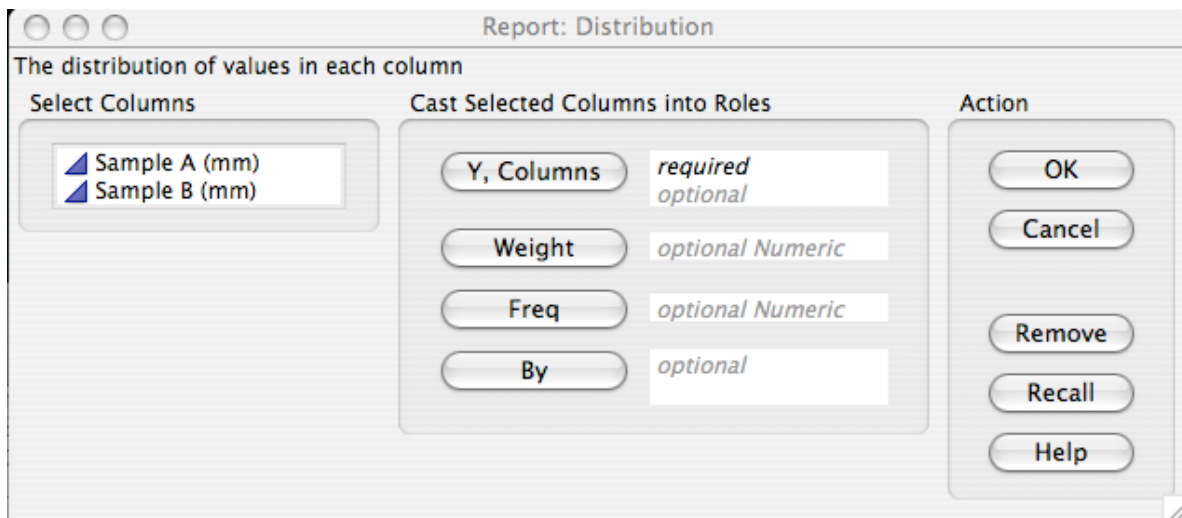 Report: Distribution
The distribution of values in each column
Select Columns
Sample A (mm)
Sample B (mm)
Cast Selected Columns into Roles
Y, Columns
required
optional
Weight
optional Numeric
Freq
optional Numeric
By
optional
Action
OK
Cancel
Remove
Recall
Help